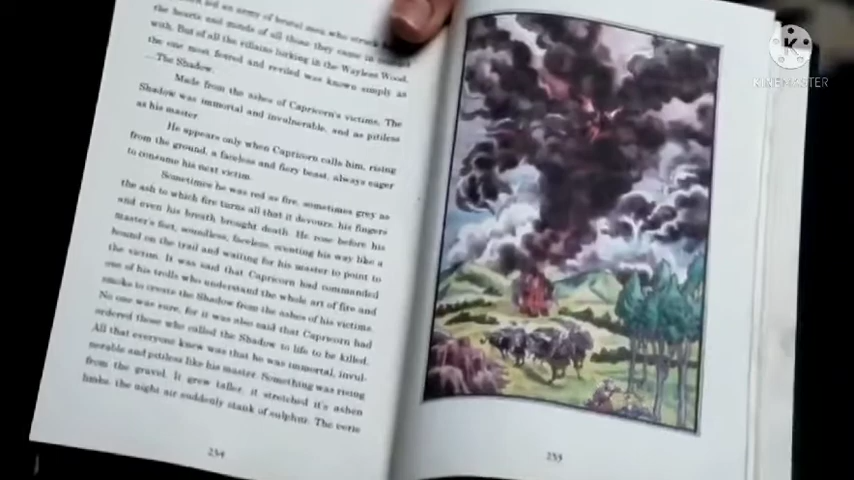 led an army of brutal men who struck
the hearts and minds of all those they came in
with. But of all the villains lurking in the Wayless Wood,
the one most feared and reviled was known simply as
—The Shadow.
Made from the ashes of Capricorn's victims, The
Shadow was immortal and invulnerable, and as pitiless
as his master.
He appears only when Capricorn calls him, rising
from the ground, a faceless and fiery beast, always eager
to consume his next victim.
Sometimes he was red as fire, sometimes grey as
the ash to which fire turns all that it devours, his fingers
and even his breath brought death. He rose before his
master's foot, soundless, faceless, scenting his way like a
hound on the trail and waiting for his master to point to
the victim. It was said that Capricorn had commanded
one of his trolls who understand the whole art of fire and
smoke to create the Shadow from the ashes of his victims.
No one was sure, for it was also said that Capricorn had
ordered those who called the Shadow to life to be killed.
All that everyone knew was that he was immortal, invul-
nerable and pitiless like his master. Something was rising
from the gravel. It grew taller, it stretched it's ashen
limbs, the night air suddenly stank of sulphur. The eerie
234
235
K
KINEMASTER